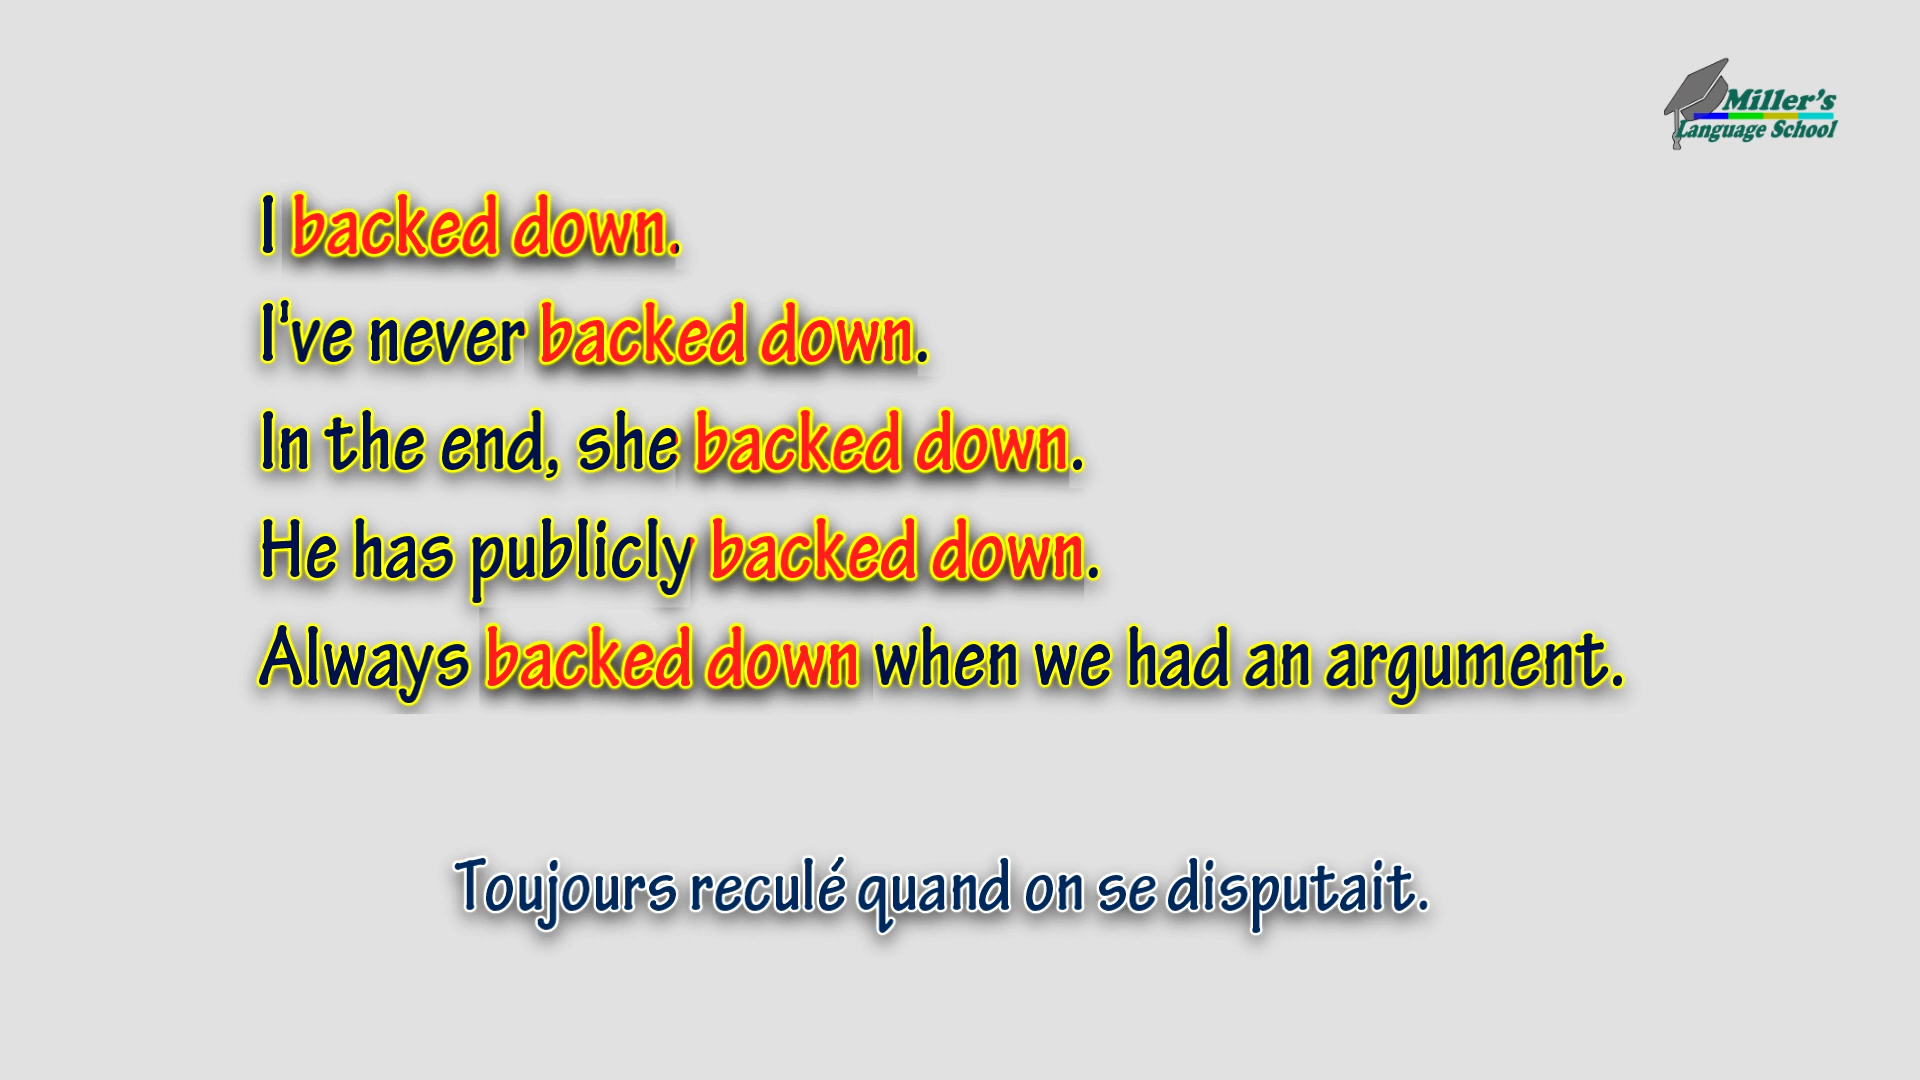 Miller's
Language School
I backed down.
I've never backed down.
In the end, she backed down.
He has publicly backed down.
Always backed down when we had an argument.
Toujours reculé quand on se disputait.